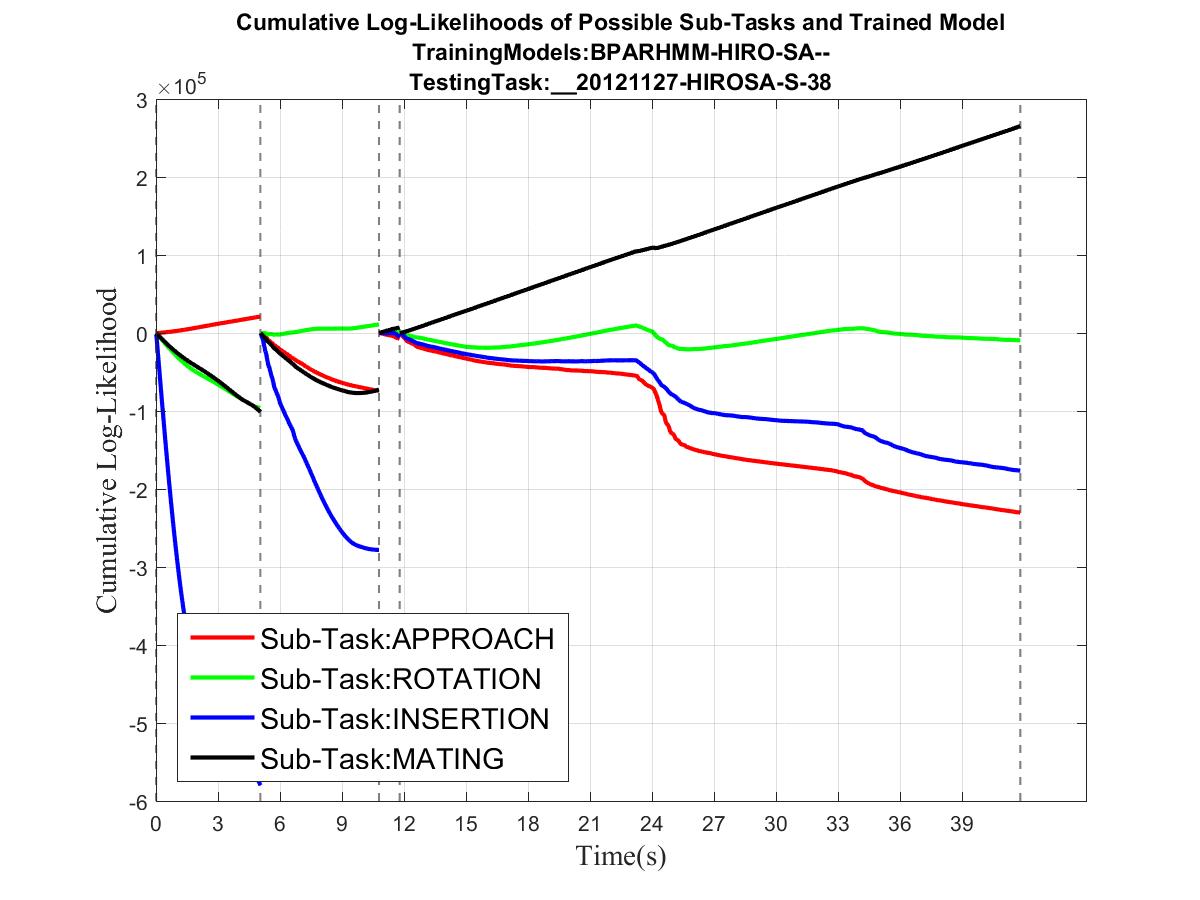 Cumulative Log-Likelihoods of Possible Sub-Tasks and Trained Model
TrainingModels:BPARHMM-HIRO-SA--
TestingTask:__20121127-HIROSA-S-38
×10^5
3
2
1
0
-1
-2
-3
-4
-5
-6
Cumulative Log-Likelihood
Sub-Task:APPROACH
Sub-Task:ROTATION
Sub-Task:INSERTION
Sub-Task:MATING
0 3 6 9 12 15 18 21 24 27 30 33 36 39
Time(s)